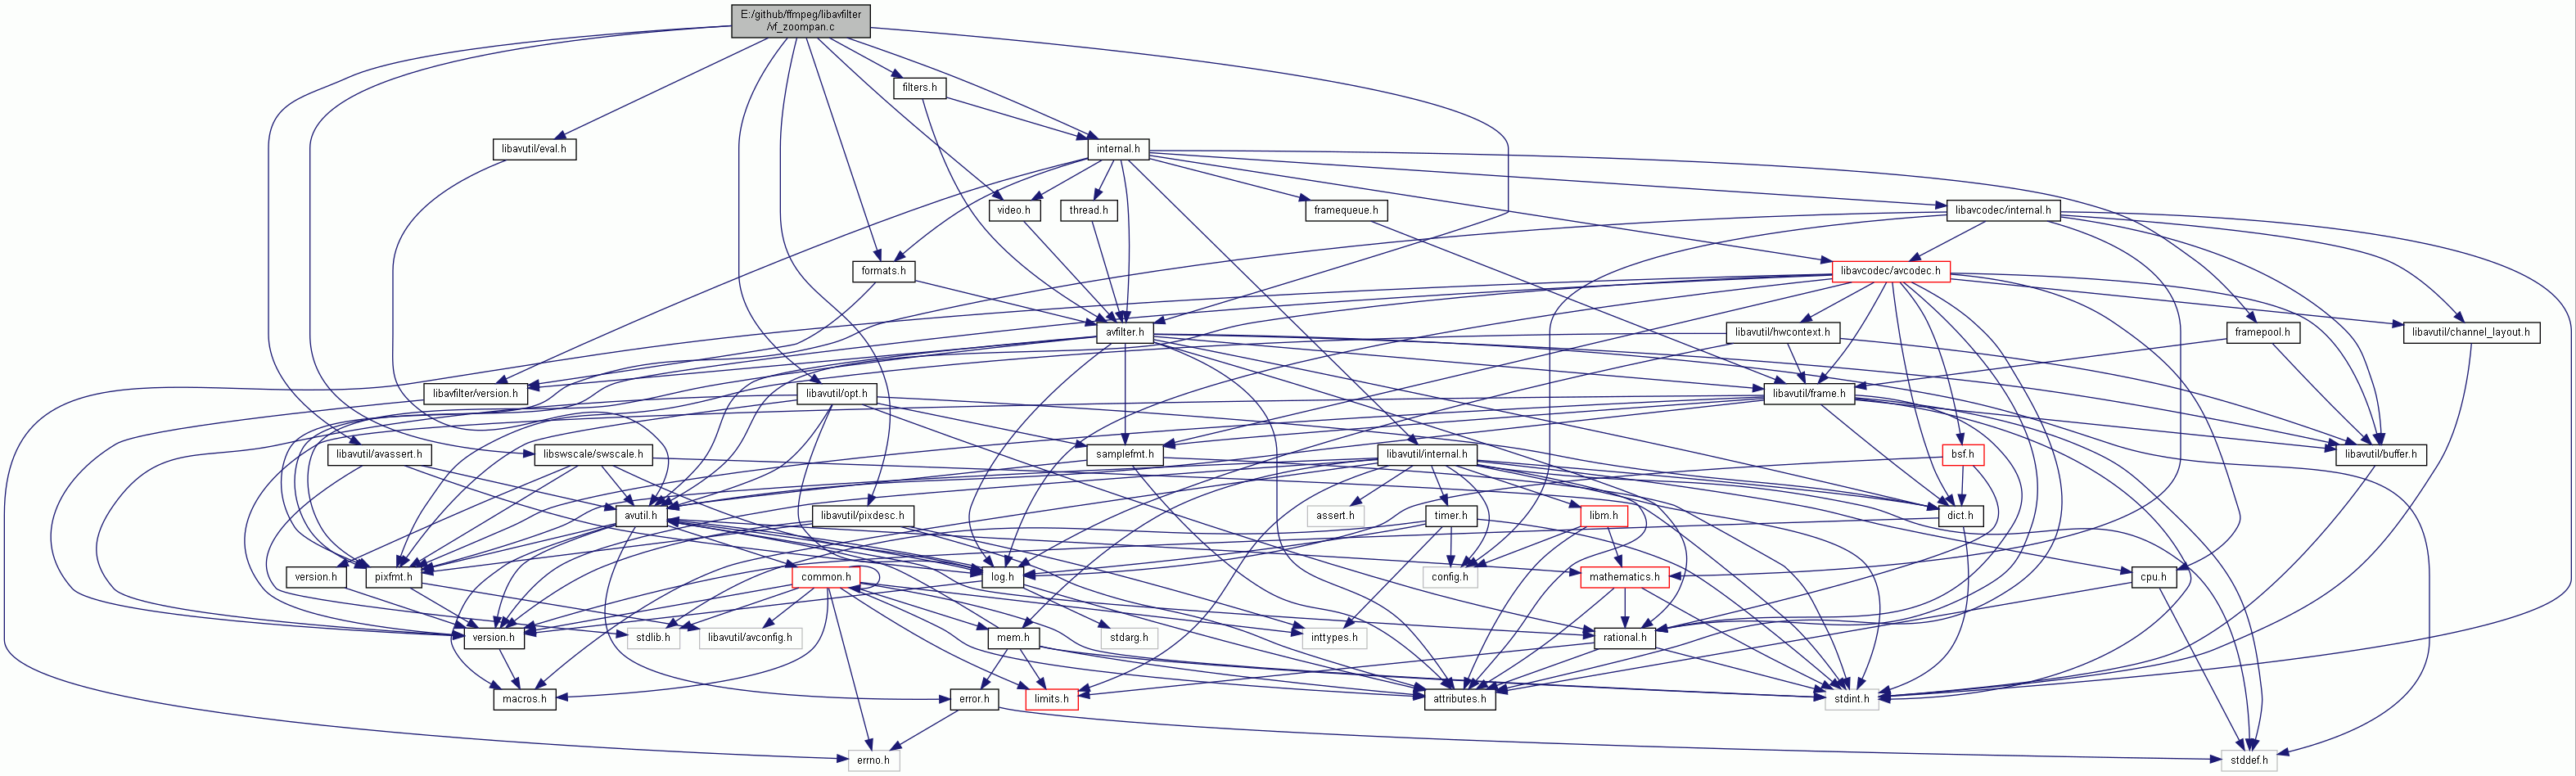 E:/github/ffmpeg/libavfilter
/vf_zoompan.c
filters.h
libavutil/eval.h
internal.h
video.h
thread.h
framequeue.h
libavcodec/internal.h
formats.h
libavcodec/avcodec.h
avfilter.h
libavutil/hwcontext.h
framepool.h
libavutil/channel_layout.h
libavfilter/version.h
libavutil/opt.h
libavutil/frame.h
libavutil/avassert.h
libswscale/swscale.h
samplefmt.h
libavutil/internal.h
bsf.h
libavutil/buffer.h
avutil.h
libavutil/pixdesc.h
assert.h
timer.h
libm.h
dict.h
version.h
pixfmt.h
common.h
log.h
config.h
mathematics.h
cpu.h
version.h
stdlib.h
libavutil/avconfig.h
mem.h
stdarg.h
inttypes.h
rational.h
macros.h
error.h
limits.h
attributes.h
stdint.h
errno.h
stddef.h